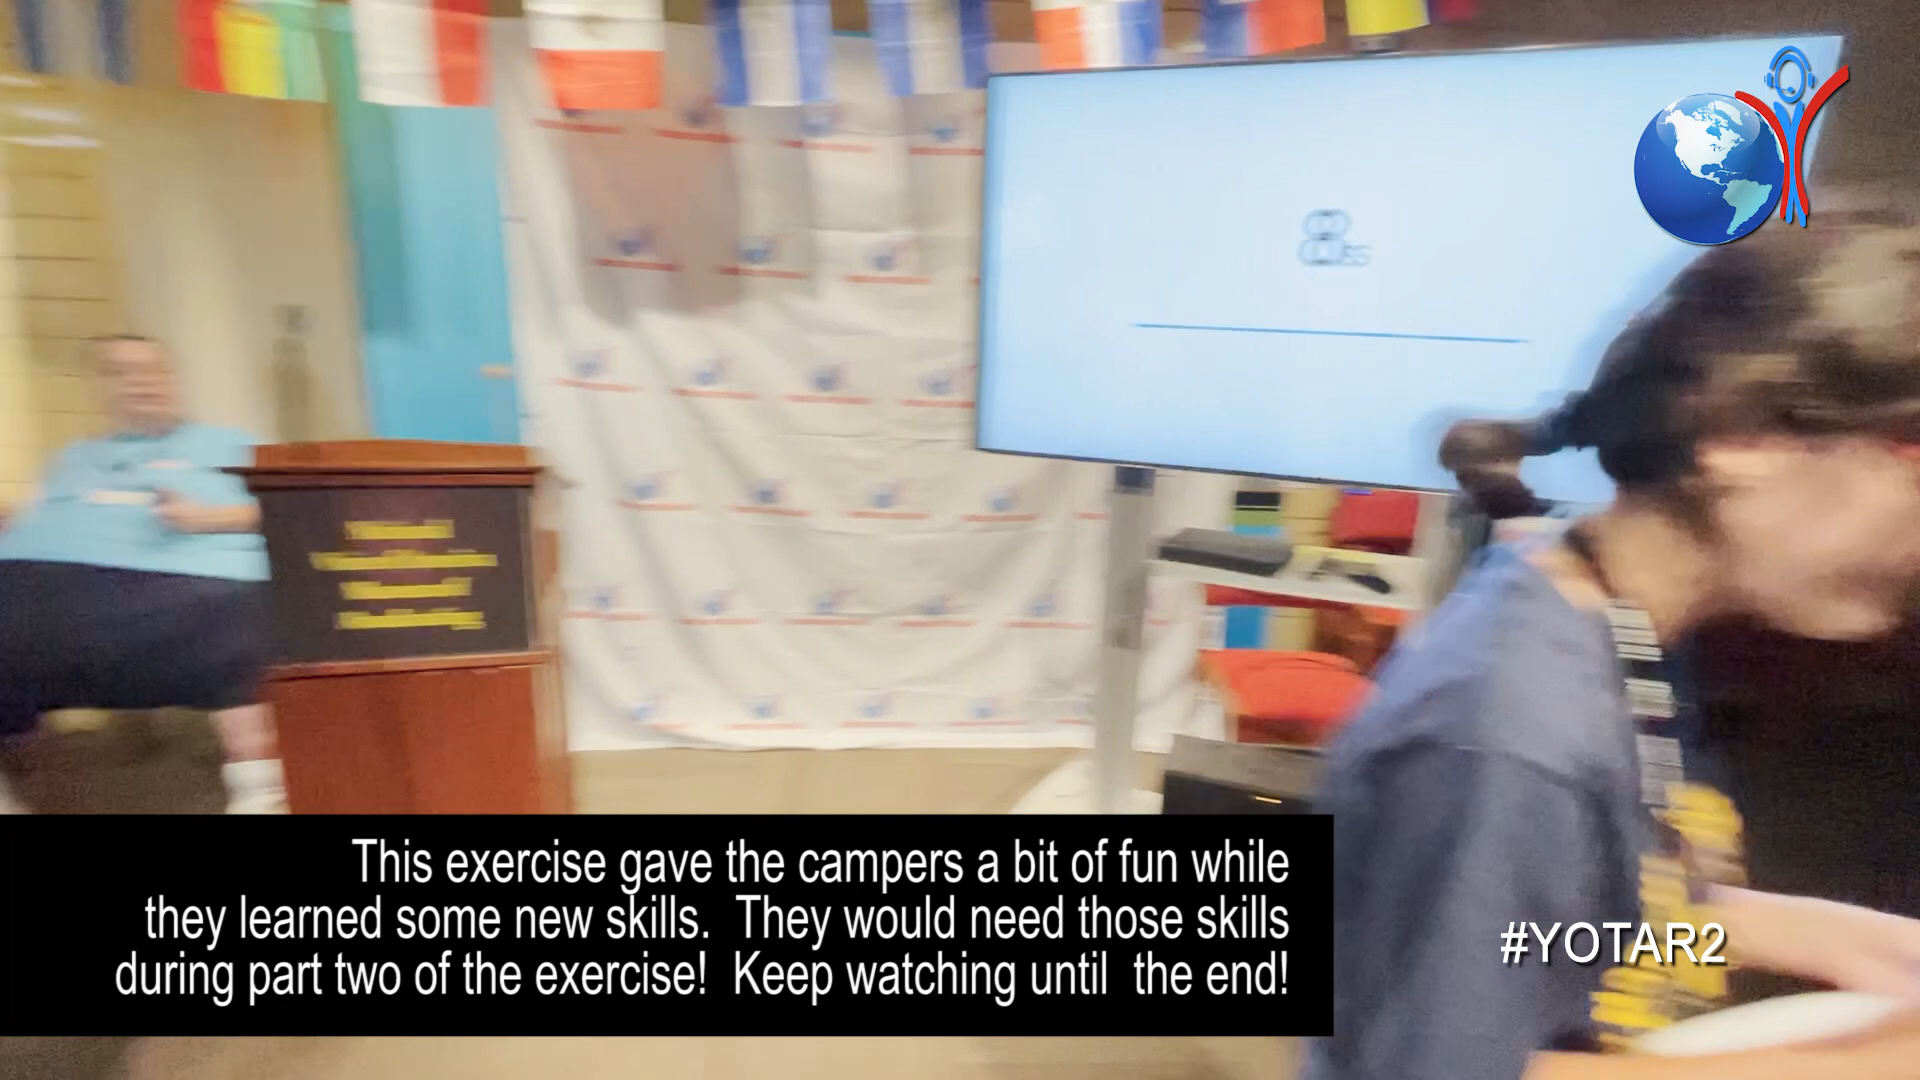 This exercise gave the campers a bit of fun while
they learned some new skills.  They would need those skills
during part two of the exercise!  Keep watching until  the end!
#YOTAR2